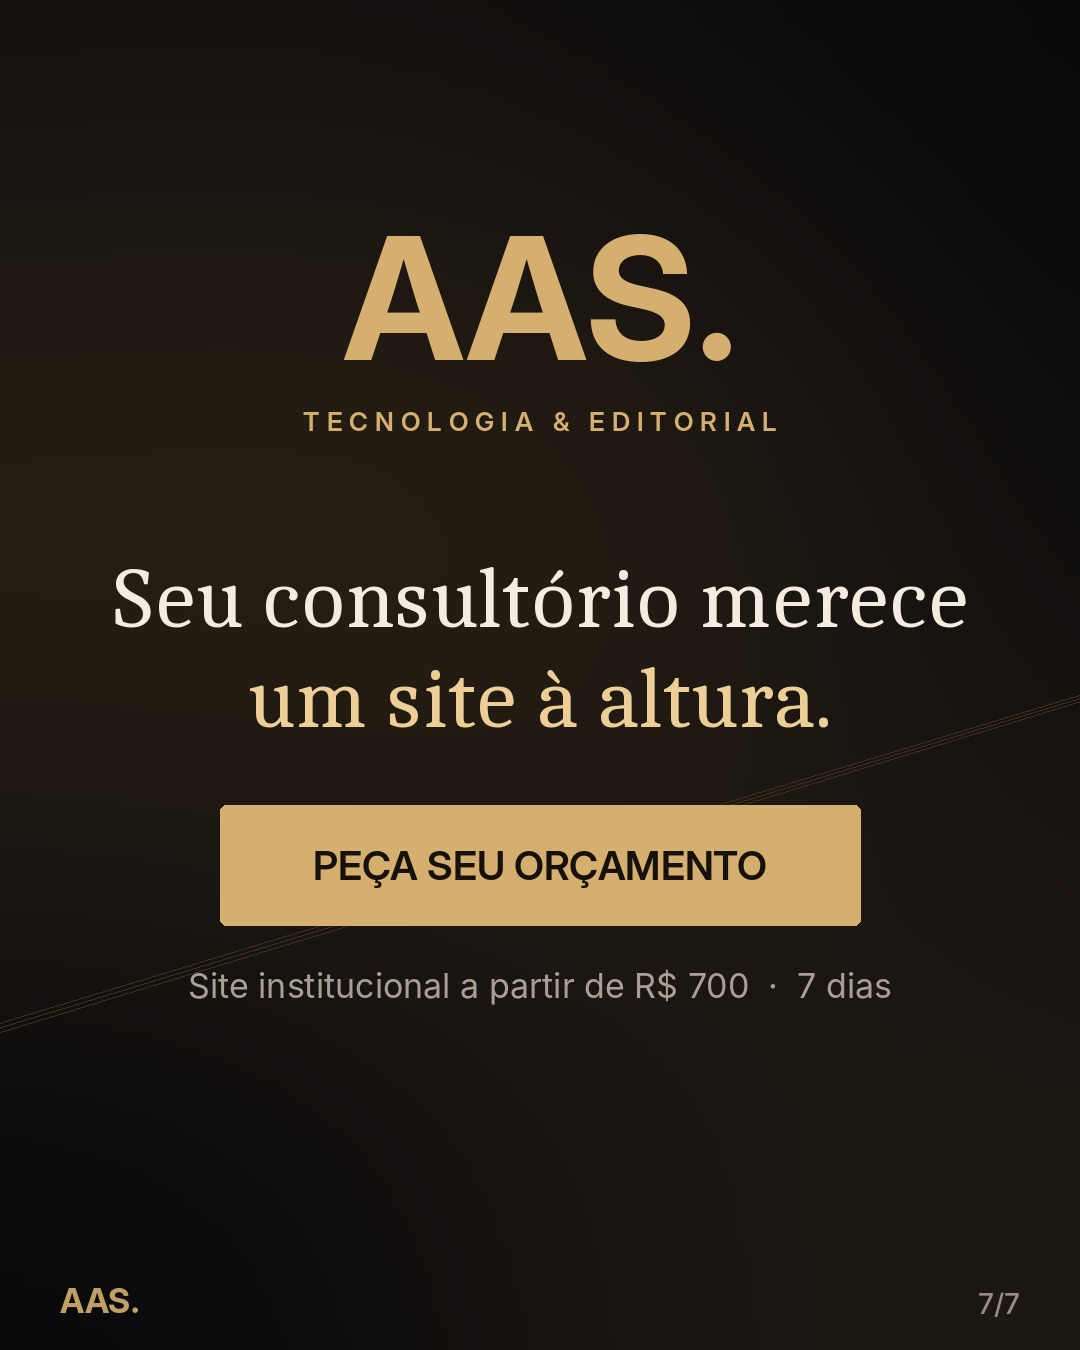 AAS.
TECNOLOGIA & EDITORIAL
Seu consultório merece
um site à altura.
PEÇA SEU ORÇAMENTO
Site institucional a partir de R$ 700 · 7 dias
AAS.
7/7